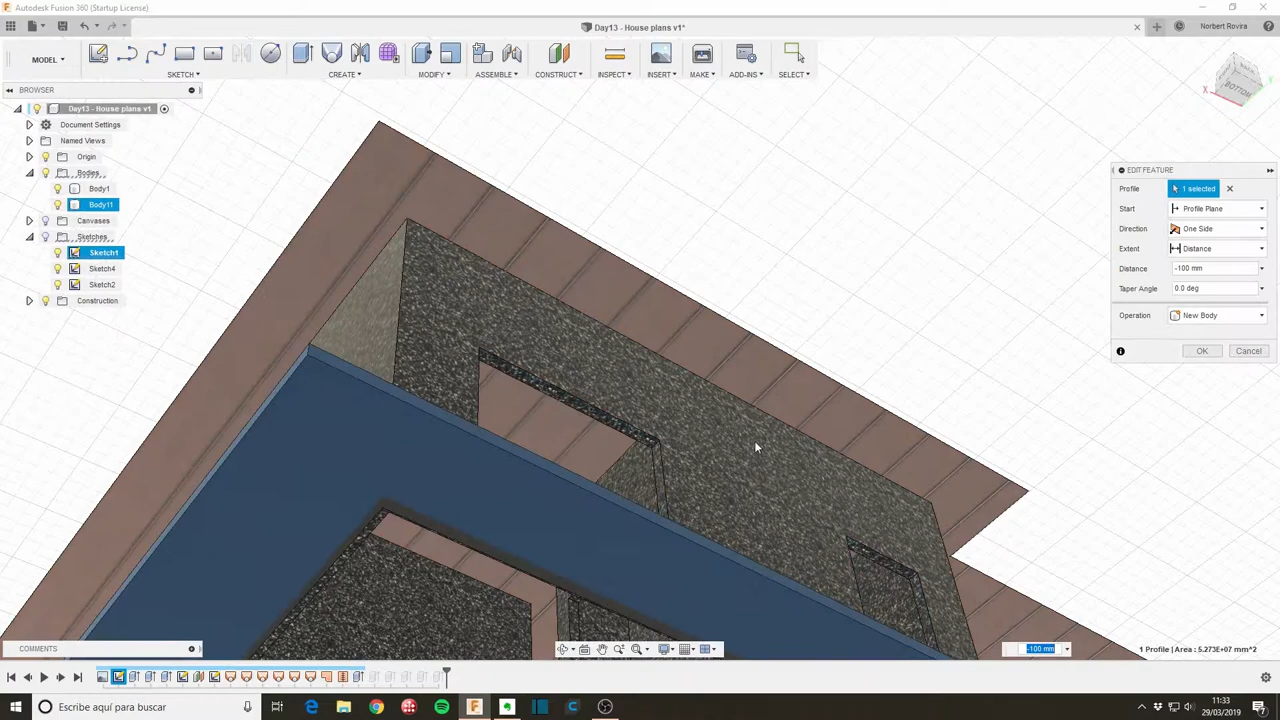 Autodesk Fusion 360 (Startup License)
Day13 - House plans v1*
Norbert Rovira
MODEL
SKETCH
CREATE
MODIFY
ASSEMBLE
CONSTRUCT
INSPECT
INSERT
MAKE
ADD-INS
SELECT
BROWSER
Day13 - House plans v1
Document Settings
Named Views
Origin
Bodies
Body1
Body11
Canvases
Sketches
Sketch1
Sketch4
Sketch2
Construction
BOTTOM
X
Y
EDIT FEATURE
Profile 1 selected
Start Profile Plane
Direction One Side
Extent Distance
Distance -100 mm
Taper Angle 0.0 deg
Operation New Body
OK Cancel
COMMENTS
-100 mm
1 Profile | Area : 5.273E+07 mm^2
Escribe aquí para buscar
11:33
29/03/2019